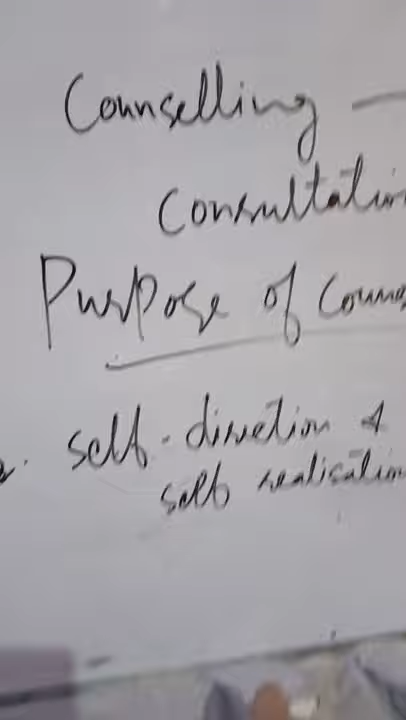 Counselling —
Consultation
Purpose of Couns
self-direction &
self realisation